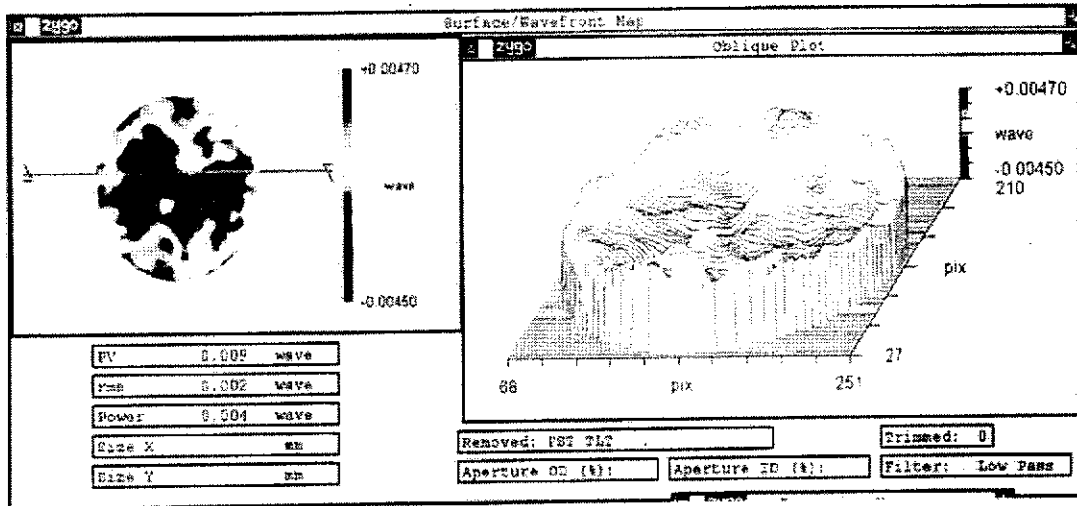 zygo Surface/Wavefront Map
+0.00470
wave
-0.00450
zygo Oblique Plot
+0.00470
wave
-0.00450
210
pix
27
68 pix 251
PV 0.009 wave
rms 0.002 wave
Power 0.004 wave
Size X mm
Size Y mm
Removed: PST TLT
Trimmed: 0
Aperture OD (%):
Aperture ID (%):
Filter: Low Pass
zygo